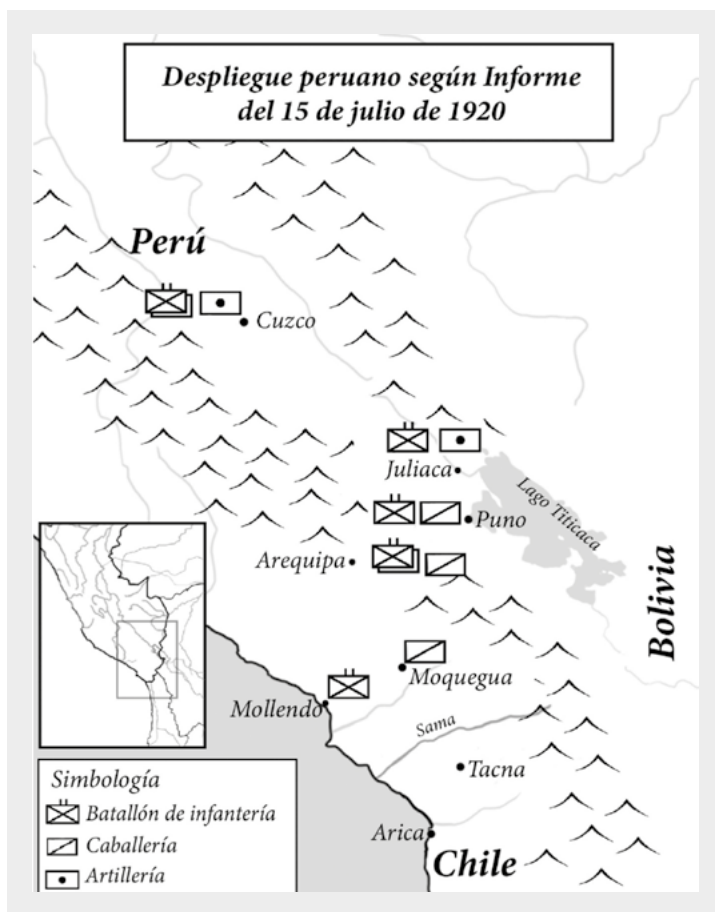 Despliegue peruano según Informe
del 15 de julio de 1920
Perú
Cuzco
Juliaca
Lago Titicaca
Puno
Arequipa
Bolivia
Moquegua
Mollendo
Sama
Tacna
Simbología
Batallón de infantería
Caballería
Arica
Chile
Artillería